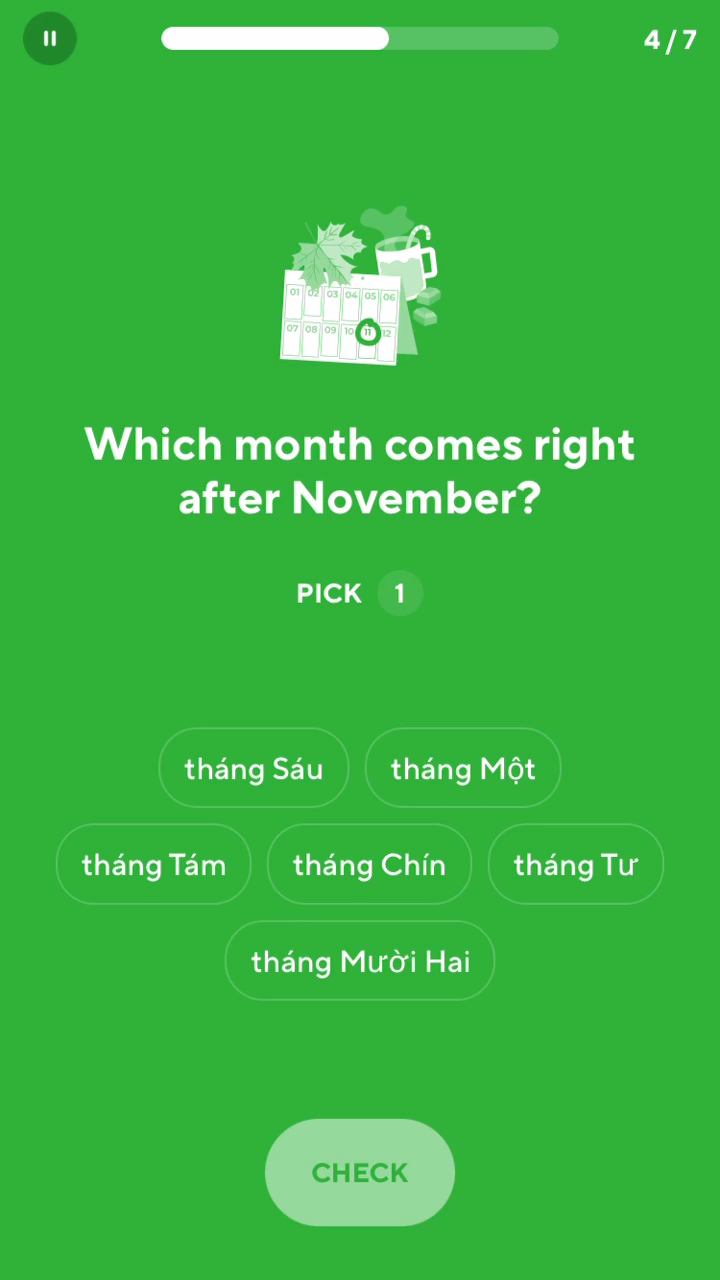 4 / 7
01 02 03 04 05 06
07 08 09 10 11 12
Which month comes right
after November?
PICK 1
tháng Sáu tháng Một
tháng Tám tháng Chín tháng Tư
tháng Mười Hai
CHECK